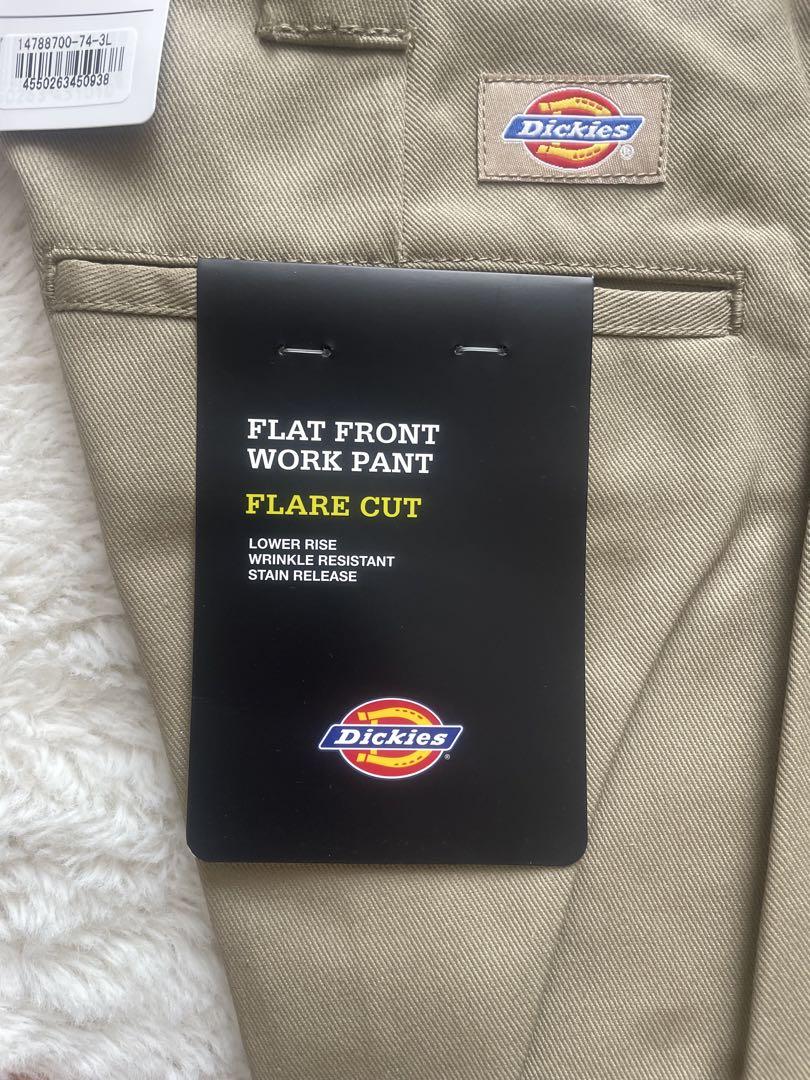 14788700-74-3L
4550263450938
Dickies
®
FLAT FRONT
WORK PANT
FLARE CUT
LOWER RISE
WRINKLE RESISTANT
STAIN RELEASE
Dickies
®